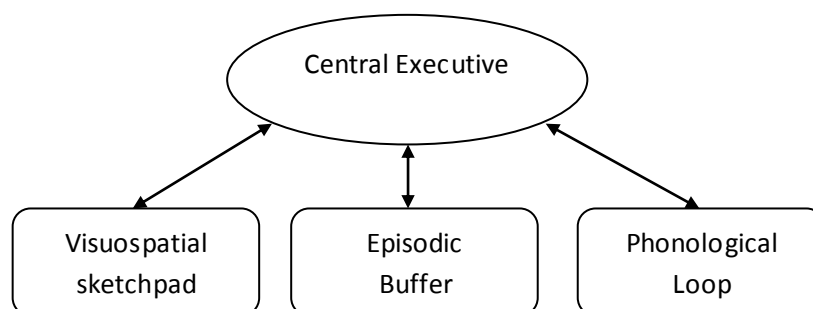 Central Executive
Visuospatial
sketchpad
Episodic
Buffer
Phonological
Loop